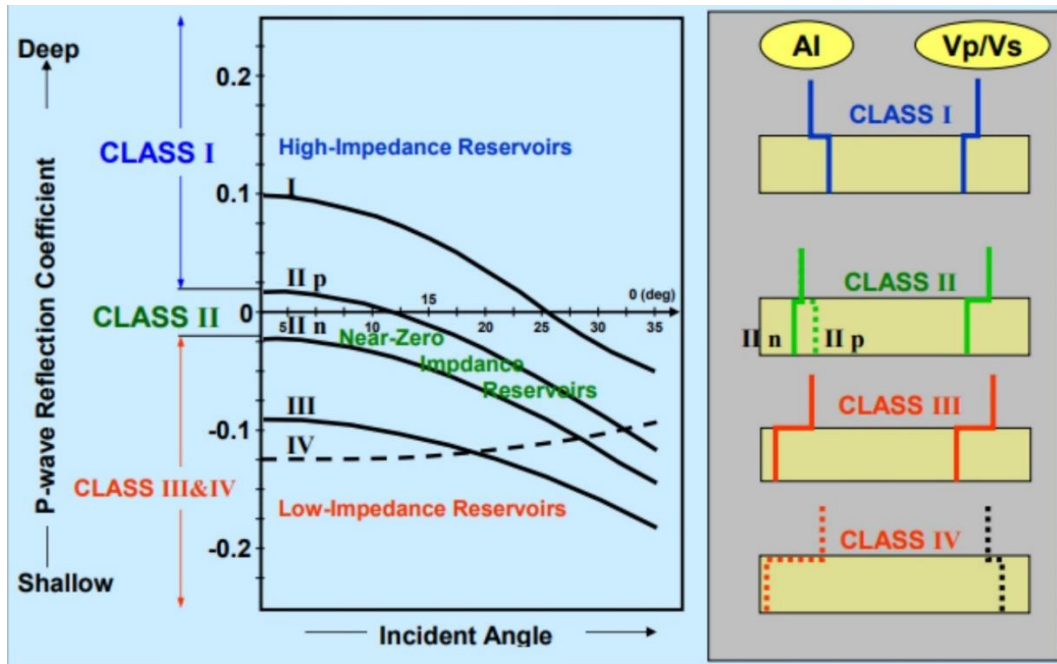 Deep
P-wave Reflection Coefficient
Shallow
CLASS I
CLASS II
CLASS III&IV
0.2
0.1
0
-0.1
-0.2
High-Impedance Reservoirs
I
II p
15
0 (deg)
5
10
20
25
30
35
II n
Near-Zero
Impdance
Reservoirs
III
IV
Low-Impedance Reservoirs
Incident Angle
AI
Vp/Vs
CLASS I
CLASS II
II n
II p
CLASS III
CLASS IV